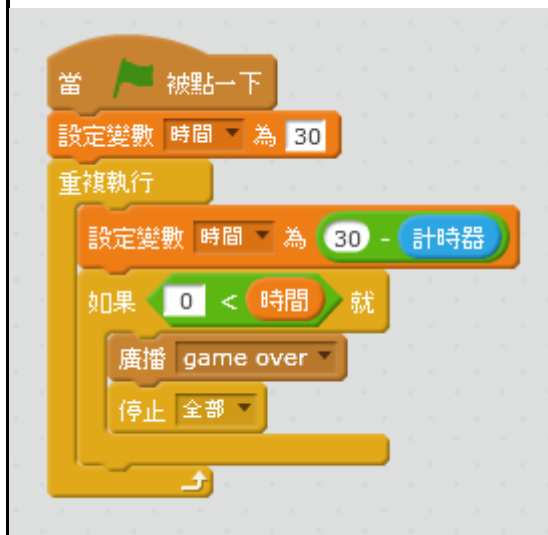 當 被點一下
設定變數 時間 為 30
重複執行
設定變數 時間 為 30 - 計時器
如果 0 < 時間 就
廣播 game over
停止 全部